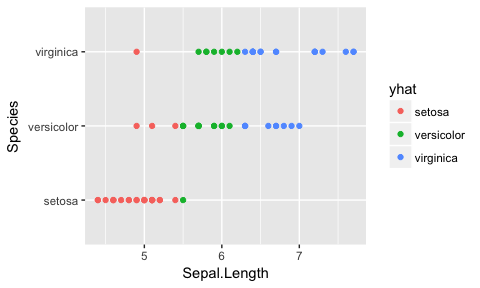 Species
virginica
versicolor
setosa
5 6 7
Sepal.Length
yhat
setosa
versicolor
virginica